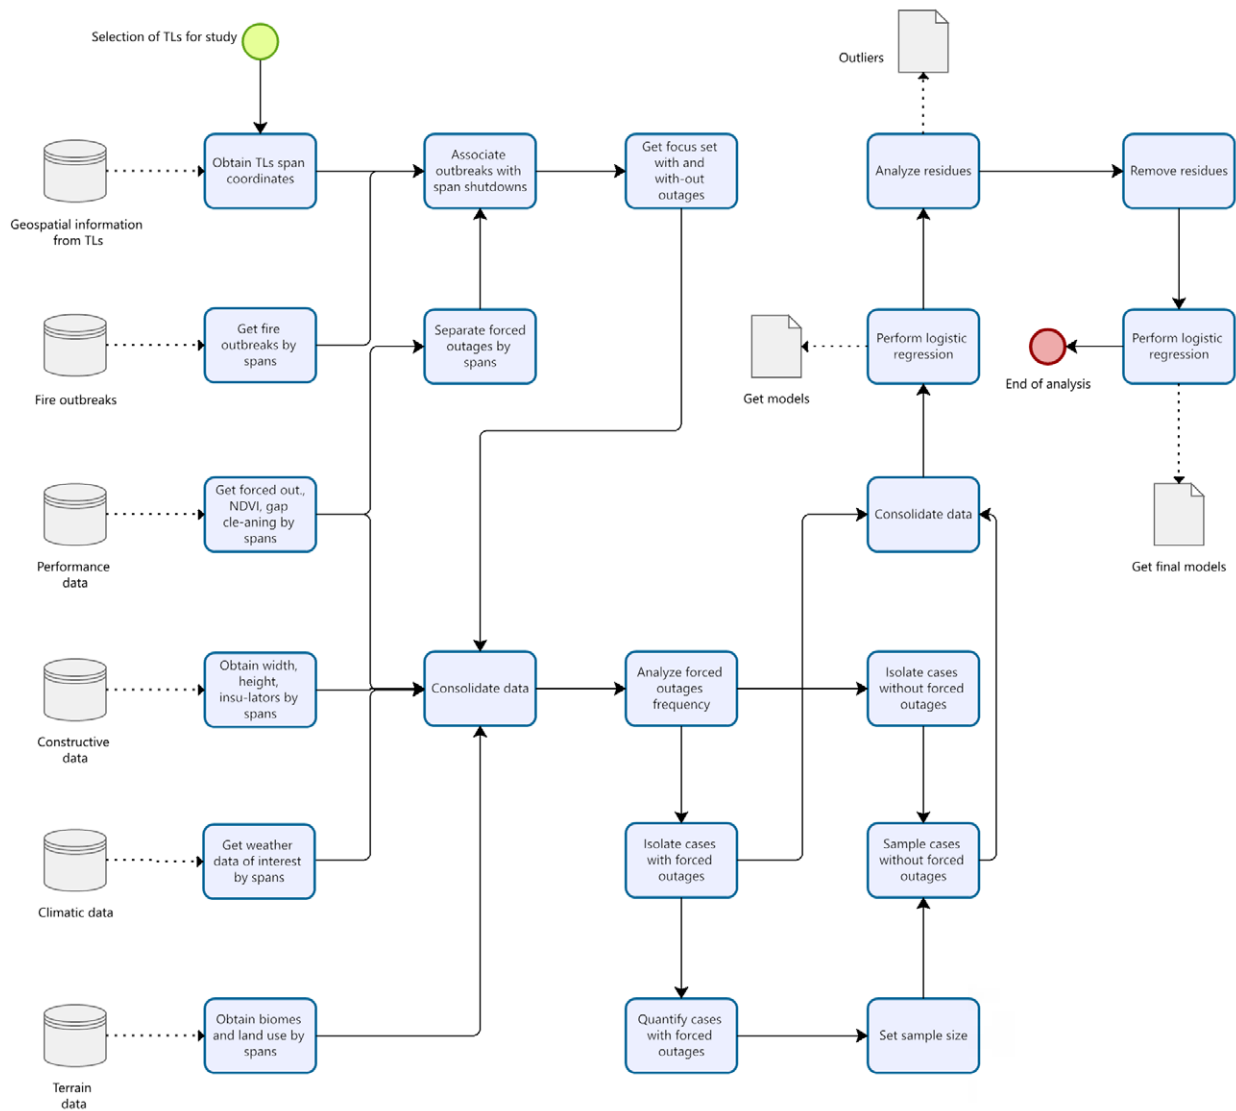 Selection of TLs for study
Outliers
Obtain TLs span
coordinates
Associate
outbreaks with
span shutdowns
Get focus set
with and
with-out
outages
Analyze residues
Remove residues
Geospatial information
from TLs
Get fire
outbreaks by
spans
Separate forced
outages by
spans
Perform logistic
regression
Perform logistic
regression
Fire outbreaks
Get models
End of analysis
Get forced out.,
NDVI, gap
cle-aning by
spans
Consolidate data
Performance
data
Get final models
Obtain width,
height,
insu-lators by
spans
Consolidate data
Analyze forced
outages
frequency
Isolate cases
without forced
outages
Constructive
data
Get weather
data of interest
by spans
Isolate cases
with forced
outages
Sample cases
without forced
outages
Climatic data
Obtain biomes
and land use by
spans
Quantify cases
with forced
outages
Set sample size
Terrain
data